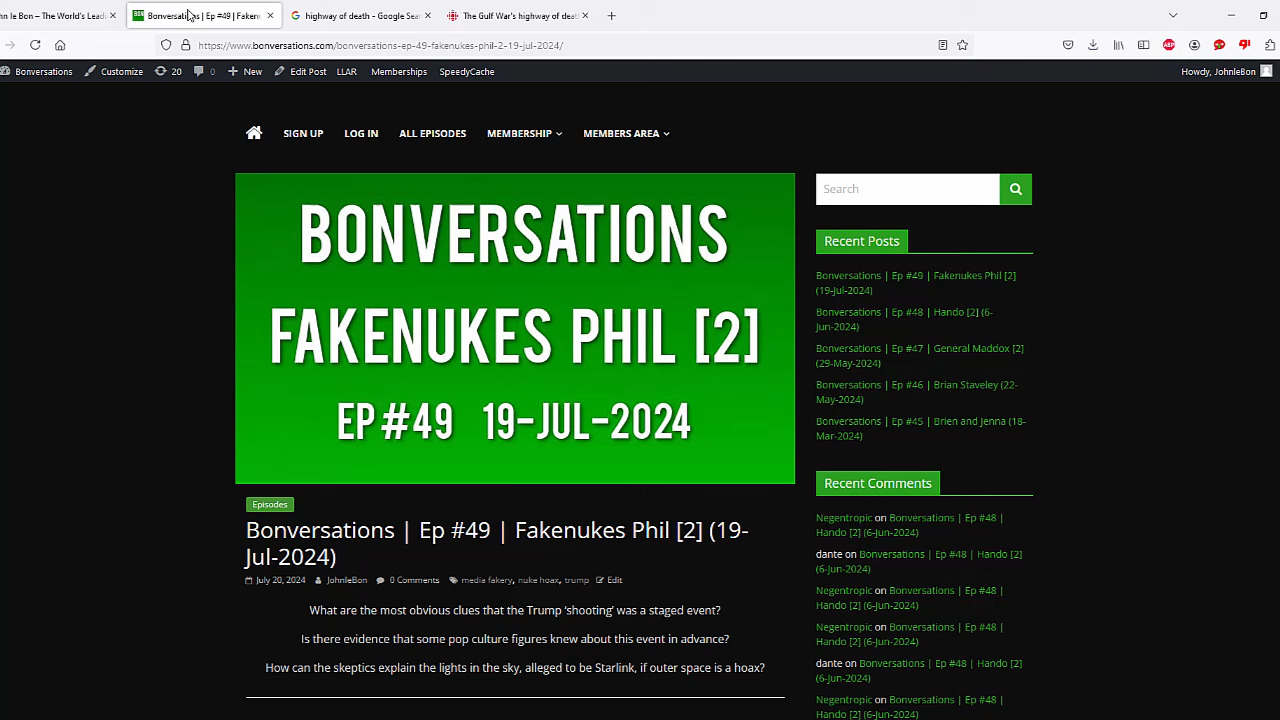 hn le Bon – The World's Leadi
Bonversations | Ep #49 | Fakenu
highway of death - Google Sear
The Gulf War's highway of deat
https://www.bonversations.com/bonversations-ep-49-fakenukes-phil-2-19-jul-2024/
ABP
Bonversations Customize 20 0 New Edit Post LLAR Memberships SpeedyCache Howdy, JohnleBon
SIGN UP LOG IN ALL EPISODES MEMBERSHIP MEMBERS AREA
BONVERSATIONS
FAKENUKES PHIL [2]
EP #49 19-JUL-2024
Episodes
Bonversations | Ep #49 | Fakenukes Phil [2] (19-
Jul-2024)
July 20, 2024 JohnleBon 0 Comments media fakery, nuke hoax, trump Edit
What are the most obvious clues that the Trump ‘shooting’ was a staged event?
Is there evidence that some pop culture figures knew about this event in advance?
How can the skeptics explain the lights in the sky, alleged to be Starlink, if outer space is a hoax?
Search
Recent Posts
Bonversations | Ep #49 | Fakenukes Phil [2]
(19-Jul-2024)
Bonversations | Ep #48 | Hando [2] (6-
Jun-2024)
Bonversations | Ep #47 | General Maddox [2]
(29-May-2024)
Bonversations | Ep #46 | Brian Staveley (22-
May-2024)
Bonversations | Ep #45 | Brien and Jenna (18-
Mar-2024)
Recent Comments
Negentropic on Bonversations | Ep #48 |
Hando [2] (6-Jun-2024)
dante on Bonversations | Ep #48 | Hando [2]
(6-Jun-2024)
Negentropic on Bonversations | Ep #48 |
Hando [2] (6-Jun-2024)
Negentropic on Bonversations | Ep #48 |
Hando [2] (6-Jun-2024)
dante on Bonversations | Ep #48 | Hando [2]
(6-Jun-2024)
Negentropic on Bonversations | Ep #48 |
Hando [2] (6-Jun-2024)